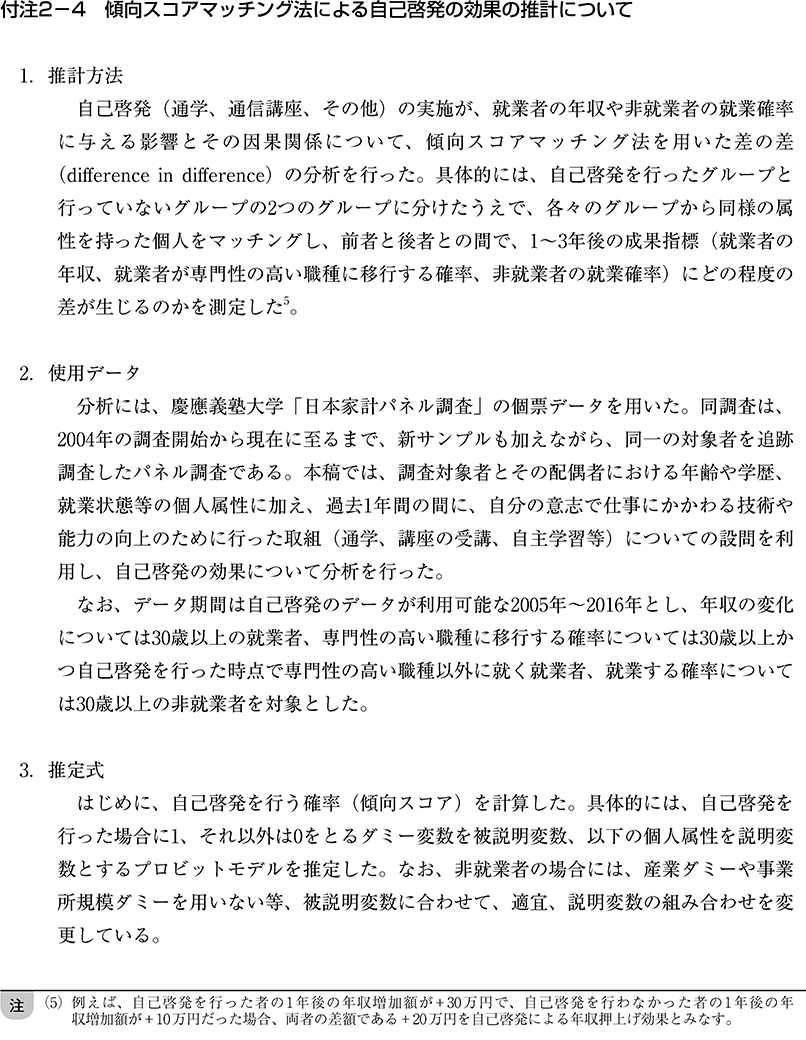 付注2－4　傾向スコアマッチング法による自己啓発の効果の推計について
1. 推計方法
自己啓発（通学、通信講座、その他）の実施が、就業者の年収や非就業者の就業確率
に与える影響とその因果関係について、傾向スコアマッチング法を用いた差の差
（difference in difference）の分析を行った。具体的には、自己啓発を行ったグループと
行っていないグループの2つのグループに分けたうえで、各々のグループから同様の属
性を持った個人をマッチングし、前者と後者との間で、1～3年後の成果指標（就業者の
年収、就業者が専門性の高い職種に移行する確率、非就業者の就業確率）にどの程度の
差が生じるのかを測定した5。
2. 使用データ
分析には、慶應義塾大学「日本家計パネル調査」の個票データを用いた。同調査は、
2004年の調査開始から現在に至るまで、新サンプルも加えながら、同一の対象者を追跡
調査したパネル調査である。本稿では、調査対象者とその配偶者における年齢や学歴、
就業状態等の個人属性に加え、過去1年間の間に、自分の意志で仕事にかかわる技術や
能力の向上のために行った取組（通学、講座の受講、自主学習等）についての設問を利
用し、自己啓発の効果について分析を行った。
なお、データ期間は自己啓発のデータが利用可能な2005年～2016年とし、年収の変化
については30歳以上の就業者、専門性の高い職種に移行する確率については30歳以上か
つ自己啓発を行った時点で専門性の高い職種以外に就く就業者、就業する確率について
は30歳以上の非就業者を対象とした。
3. 推定式
はじめに、自己啓発を行う確率（傾向スコア）を計算した。具体的には、自己啓発を
行った場合に1、それ以外は0をとるダミー変数を被説明変数、以下の個人属性を説明変
数とするプロビットモデルを推定した。なお、非就業者の場合には、産業ダミーや事業
所規模ダミーを用いない等、被説明変数に合わせて、適宜、説明変数の組み合わせを変
更している。
注 （5）例えば、自己啓発を行った者の1年後の年収増加額が＋30万円で、自己啓発を行わなかった者の1年後の年
収増加額が＋10万円だった場合、両者の差額である＋20万円を自己啓発による年収押上げ効果とみなす。